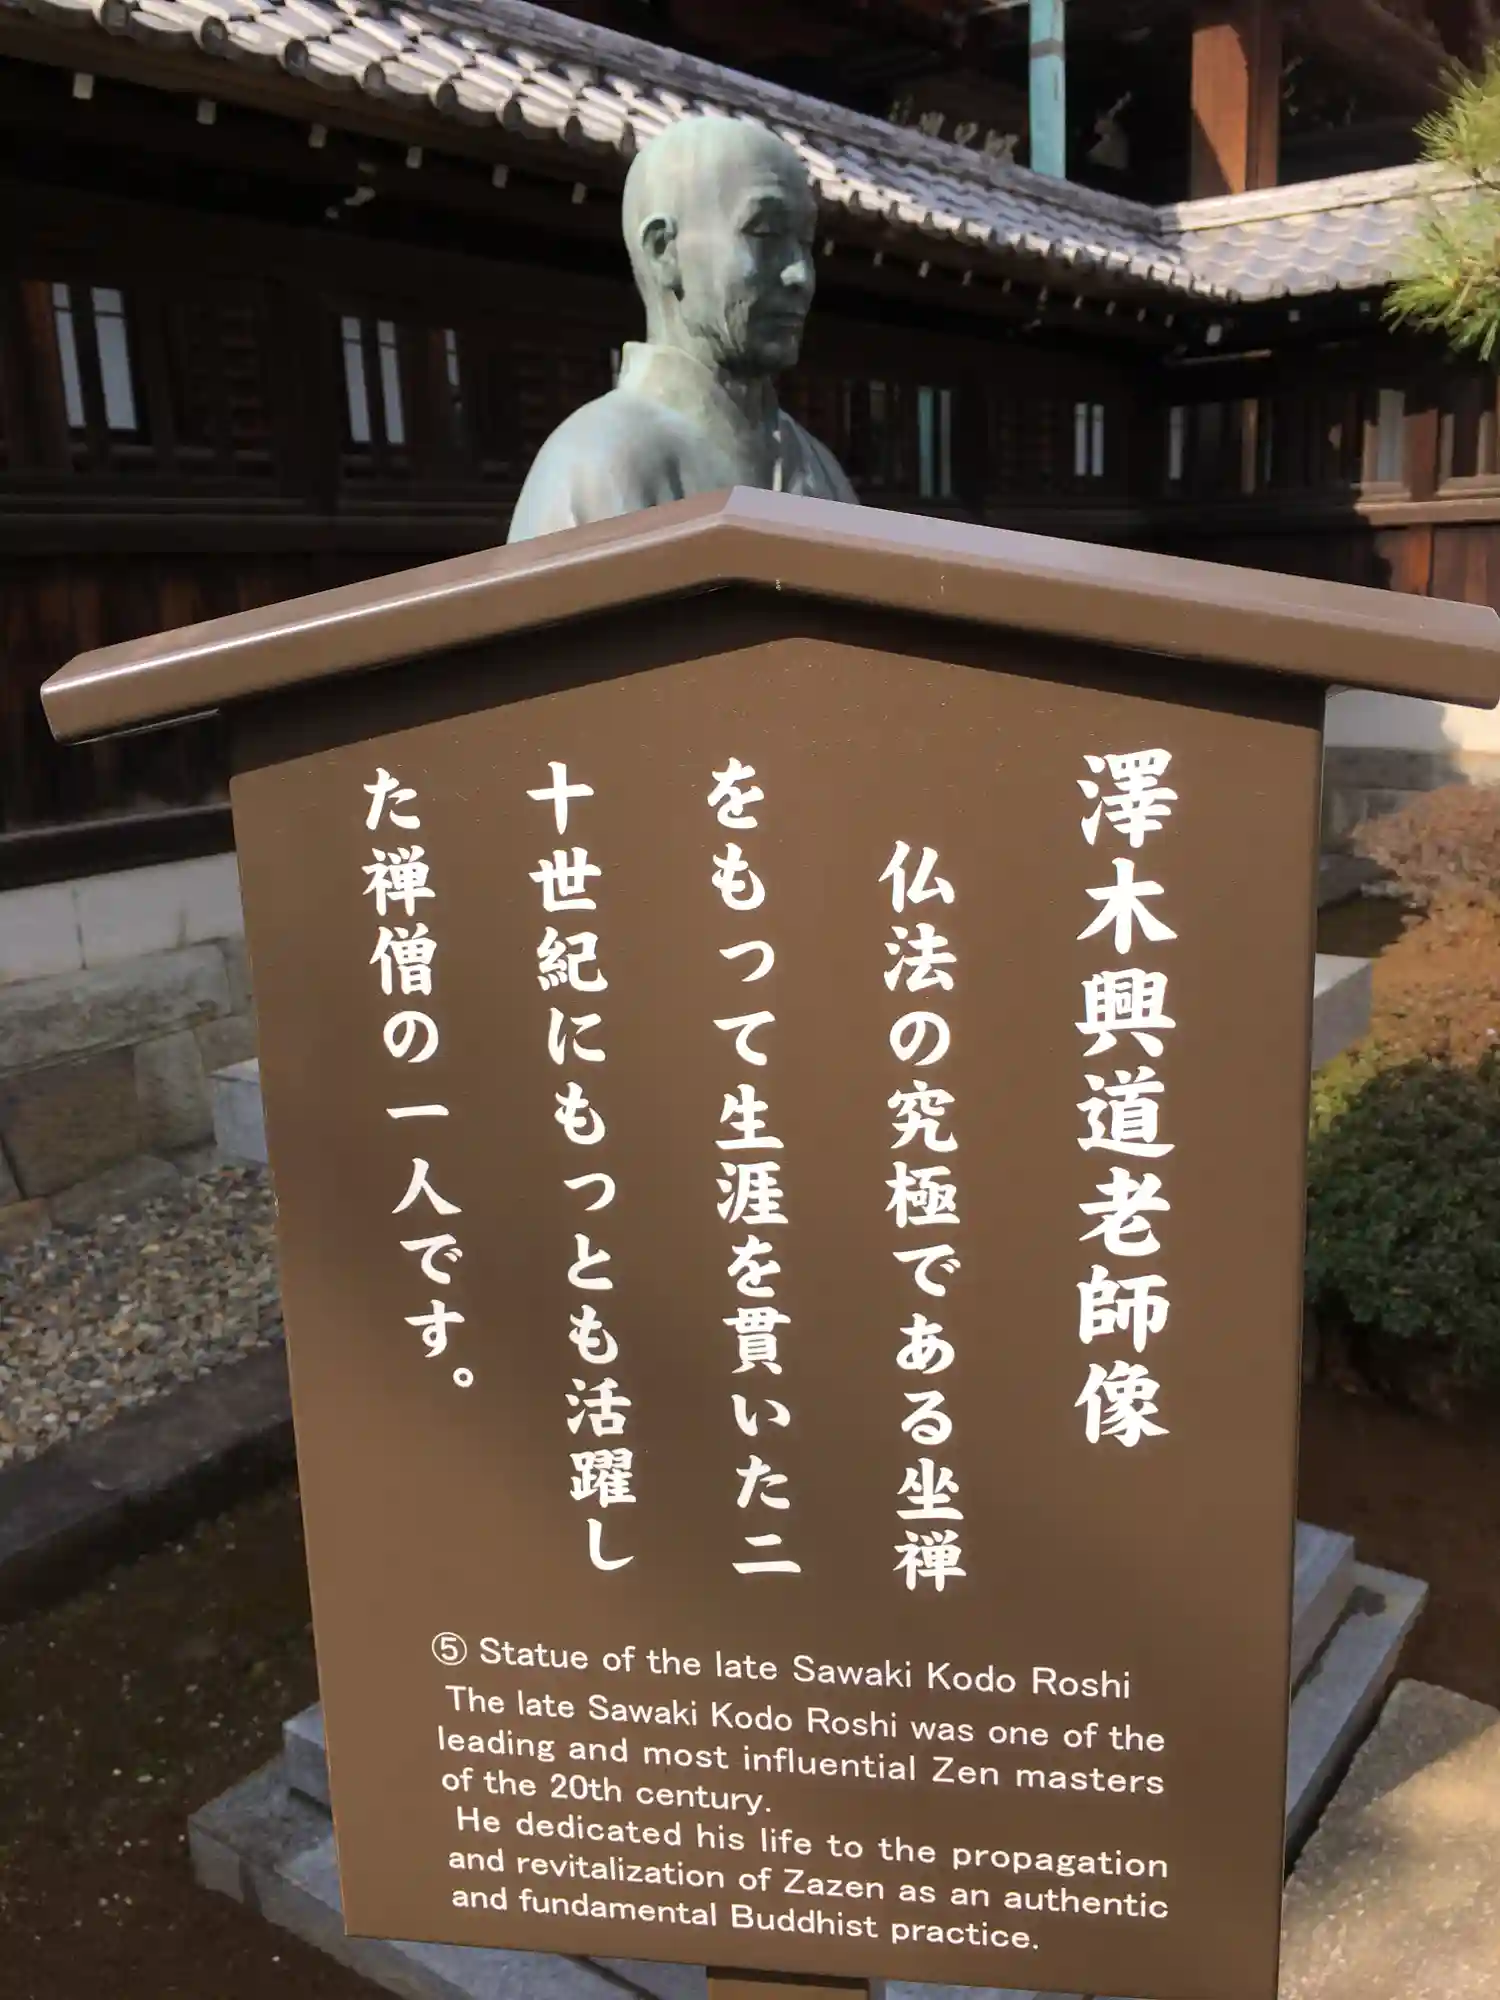 澤木興道老師像
仏法の究極である坐禅
をもって生涯を貫いた二
十世紀にもっとも活躍し
た禅僧の一人です。
⑤ Statue of the late Sawaki Kodo Roshi
The late Sawaki Kodo Roshi was one of the
leading and most influential Zen masters
of the 20th century.
He dedicated his life to the propagation
and revitalization of Zazen as an authentic
and fundamental Buddhist practice.